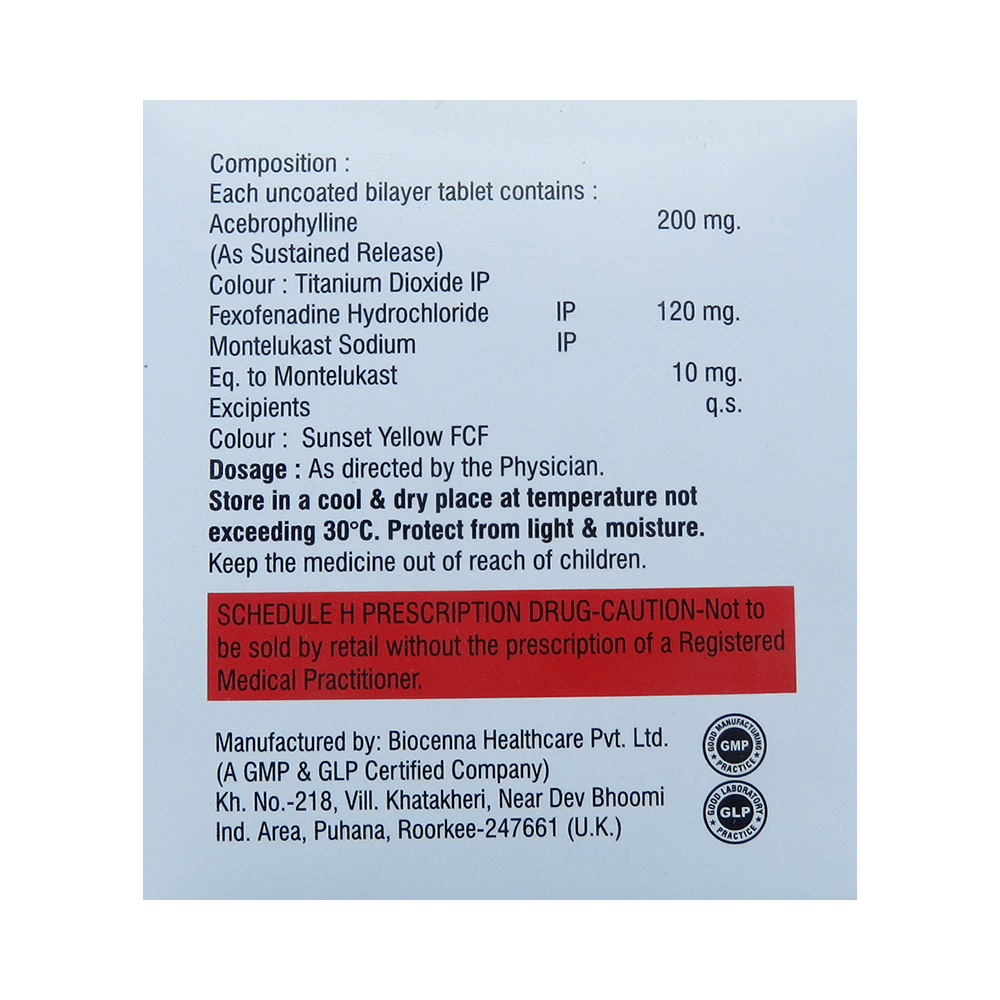 Composition :
Each uncoated bilayer tablet contains :
Acebrophylline 200 mg.
(As Sustained Release)
Colour : Titanium Dioxide IP
Fexofenadine Hydrochloride IP 120 mg.
Montelukast Sodium IP
Eq. to Montelukast 10 mg.
Excipients q.s.
Colour : Sunset Yellow FCF
Dosage : As directed by the Physician.
Store in a cool & dry place at temperature not
exceeding 30°C. Protect from light & moisture.
Keep the medicine out of reach of children.
SCHEDULE H PRESCRIPTION DRUG-CAUTION-Not to
be sold by retail without the prescription of a Registered
Medical Practitioner.
Manufactured by: Biocenna Healthcare Pvt. Ltd.
(A GMP & GLP Certified Company)
Kh. No.-218, Vill. Khatakheri, Near Dev Bhoomi
Ind. Area, Puhana, Roorkee-247661 (U.K.)
GOOD MANUFACTURING
GMP
PRACTICE
GOOD LABORATORY
GLP
PRACTICE